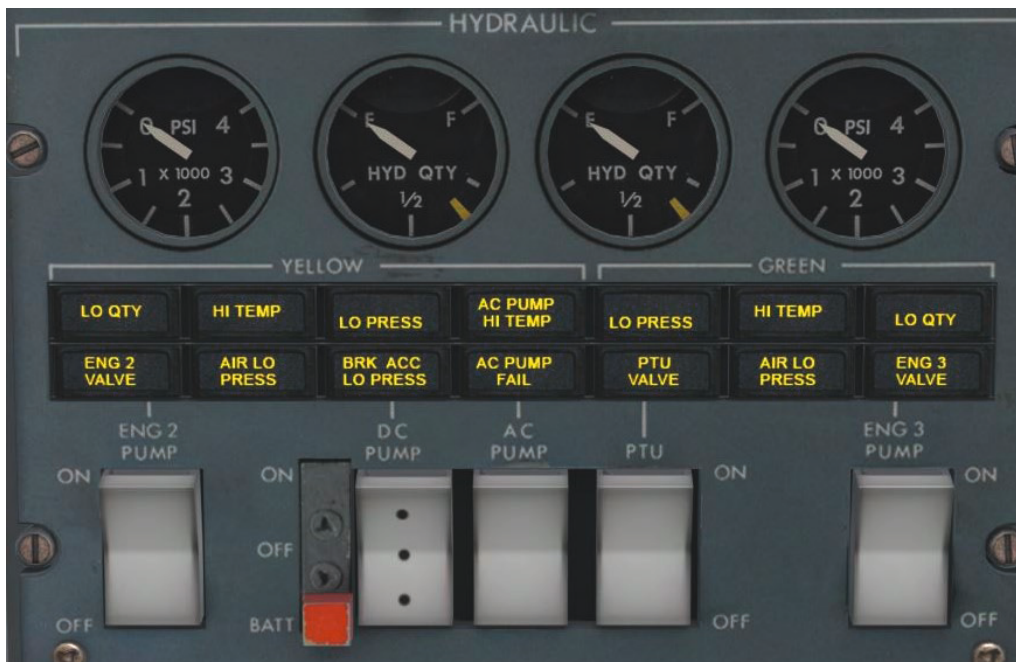 HYDRAULIC
0 PSI 4
1 X 1000 3
2
E F
HYD QTY
1/2
E F
HYD QTY
1/2
0 PSI 4
1 X 1000 3
2
YELLOW
GREEN
LO QTY
HI TEMP
LO PRESS
AC PUMP
HI TEMP
LO PRESS
HI TEMP
LO QTY
ENG 2
VALVE
AIR LO
PRESS
BRK ACC
LO PRESS
AC PUMP
FAIL
PTU
VALVE
AIR LO
PRESS
ENG 3
VALVE
ENG 2
PUMP
DC
PUMP
AC
PUMP
PTU
ENG 3
PUMP
ON
ON
ON
ON
OFF
OFF
BATT
OFF
OFF